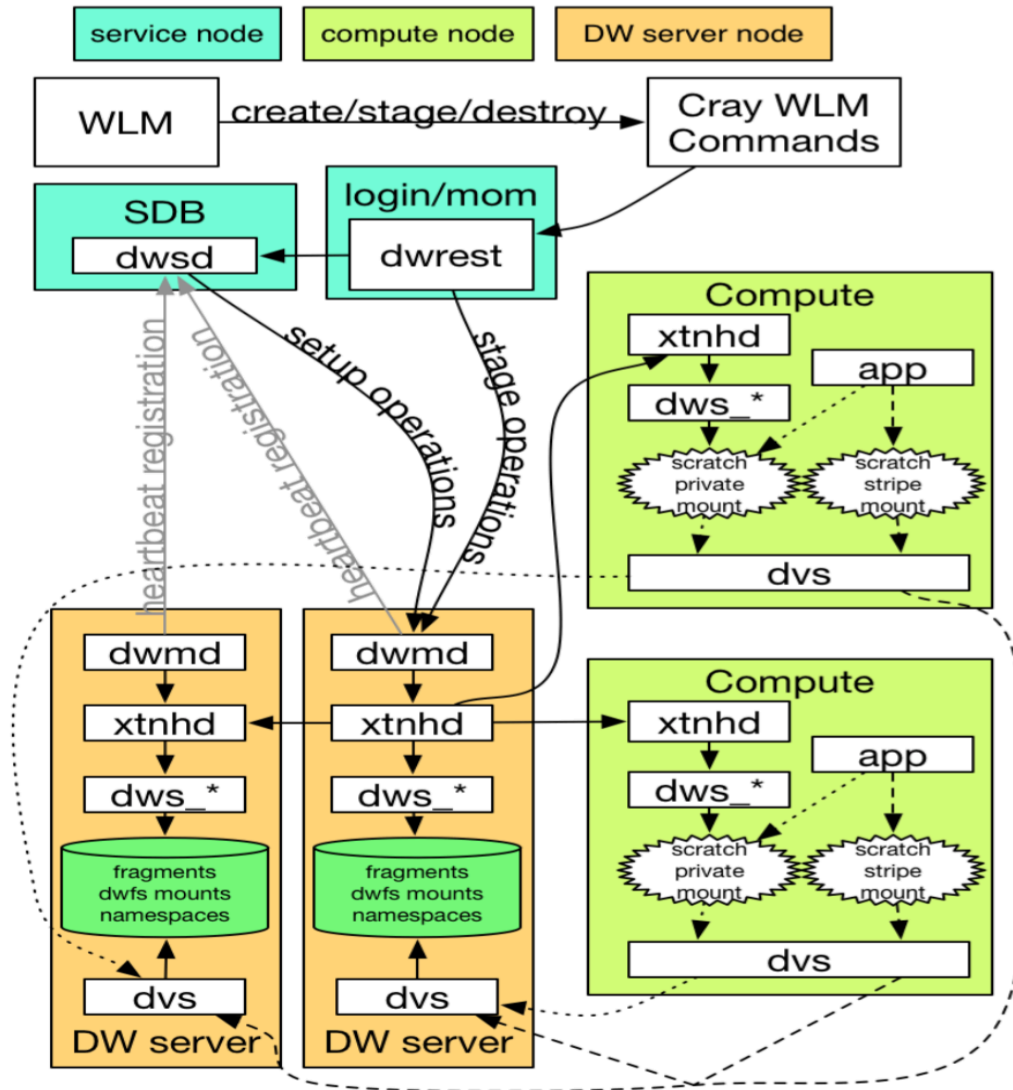 service node
compute node
DW server node
WLM
create/stage/destroy
Cray WLM
Commands
SDB
dwsd
login/mom
dwrest
heartbeat registration
heartbeat registration
setup operations
stage operations
Compute
xtnhd
app
dws_*
scratch
private
mount
scratch
stripe
mount
dvs
dwmd
xtnhd
dws_*
fragments
dwfs mounts
namespaces
dvs
DW server
dwmd
xtnhd
dws_*
fragments
dwfs mounts
namespaces
dvs
DW server
Compute
xtnhd
app
dws_*
scratch
private
mount
scratch
stripe
mount
dvs